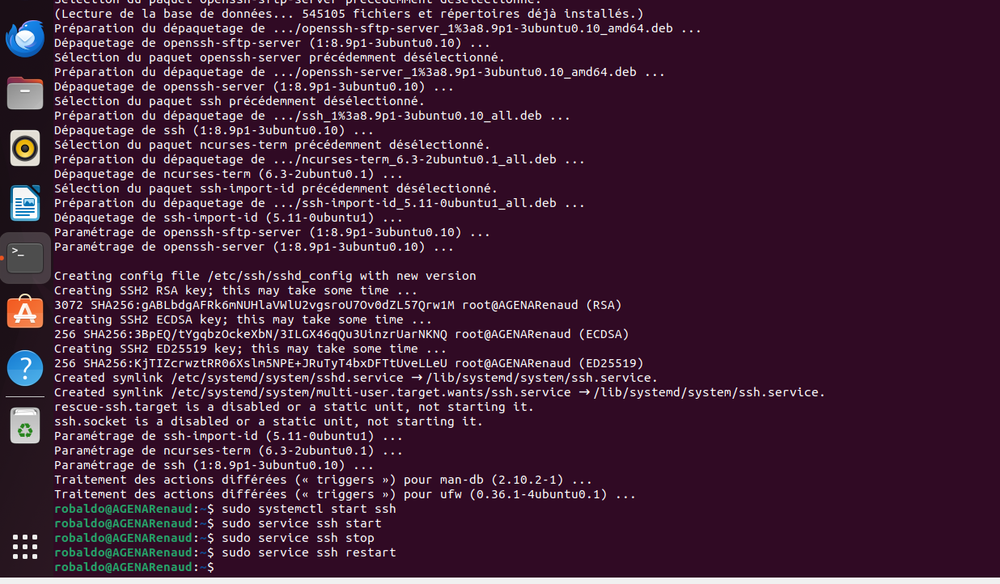 Sélection du paquet openssh-sftp-server précédemment désélectionné.
(Lecture de la base de données... 545105 fichiers et répertoires déjà installés.)
Préparation du dépaquetage de .../openssh-sftp-server_1%3a8.9p1-3ubuntu0.10_amd64.deb ...
Dépaquetage de openssh-sftp-server (1:8.9p1-3ubuntu0.10) ...
Sélection du paquet openssh-server précédemment désélectionné.
Préparation du dépaquetage de .../openssh-server_1%3a8.9p1-3ubuntu0.10_amd64.deb ...
Dépaquetage de openssh-server (1:8.9p1-3ubuntu0.10) ...
Sélection du paquet ssh précédemment désélectionné.
Préparation du dépaquetage de .../ssh_1%3a8.9p1-3ubuntu0.10_all.deb ...
Dépaquetage de ssh (1:8.9p1-3ubuntu0.10) ...
Sélection du paquet ncurses-term précédemment désélectionné.
Préparation du dépaquetage de .../ncurses-term_6.3-2ubuntu0.1_all.deb ...
Dépaquetage de ncurses-term (6.3-2ubuntu0.1) ...
Sélection du paquet ssh-import-id précédemment désélectionné.
Préparation du dépaquetage de .../ssh-import-id_5.11-0ubuntu1_all.deb ...
Dépaquetage de ssh-import-id (5.11-0ubuntu1) ...
Paramétrage de openssh-sftp-server (1:8.9p1-3ubuntu0.10) ...
Paramétrage de openssh-server (1:8.9p1-3ubuntu0.10) ...
Creating config file /etc/ssh/sshd_config with new version
Creating SSH2 RSA key; this may take some time ...
3072 SHA256:gABLbdgAFRk6mNUHlaVWlU2vgsroU7Ov0dZL57Qrw1M root@AGENARenaud (RSA)
Creating SSH2 ECDSA key; this may take some time ...
256 SHA256:3BpEQ/tYgqbzOckeXbN/3ILGX46qQu3UinzrUarNKNQ root@AGENARenaud (ECDSA)
Creating SSH2 ED25519 key; this may take some time ...
256 SHA256:KjTIZcrwztRR06Xslm5NPE+JRuTyT4bxDFTtUveLLeU root@AGENARenaud (ED25519)
Created symlink /etc/systemd/system/sshd.service → /lib/systemd/system/ssh.service.
Created symlink /etc/systemd/system/multi-user.target.wants/ssh.service → /lib/systemd/system/ssh.service.
rescue-ssh.target is a disabled or a static unit, not starting it.
ssh.socket is a disabled or a static unit, not starting it.
Paramétrage de ssh-import-id (5.11-0ubuntu1) ...
Paramétrage de ncurses-term (6.3-2ubuntu0.1) ...
Paramétrage de ssh (1:8.9p1-3ubuntu0.10) ...
Traitement des actions différées (« triggers ») pour man-db (2.10.2-1) ...
Traitement des actions différées (« triggers ») pour ufw (0.36.1-4ubuntu0.1) ...
robaldo@AGENARenaud:~$ sudo systemctl start ssh
robaldo@AGENARenaud:~$ sudo service ssh start
robaldo@AGENARenaud:~$ sudo service ssh stop
robaldo@AGENARenaud:~$ sudo service ssh restart
robaldo@AGENARenaud:~$